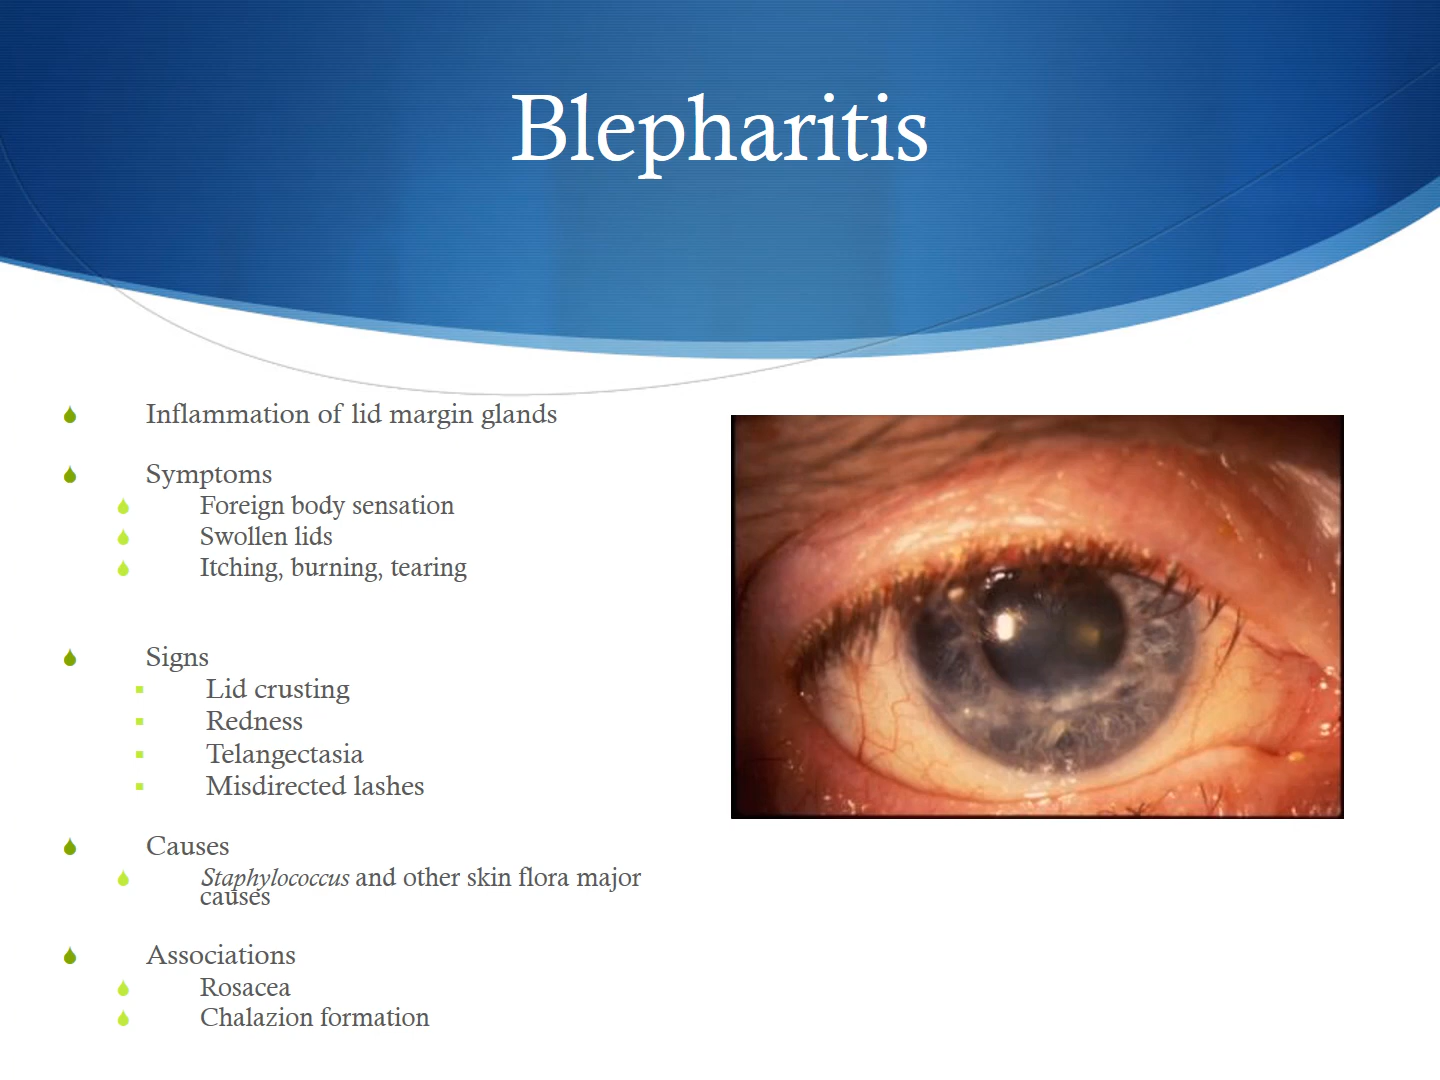 Blepharitis
Inflammation of lid margin glands
Symptoms
Foreign body sensation
Swollen lids
Itching, burning, tearing
Signs
Lid crusting
Redness
Telangectasia
Misdirected lashes
Causes
Staphylococcus and other skin flora major
causes
Associations
Rosacea
Chalazion formation